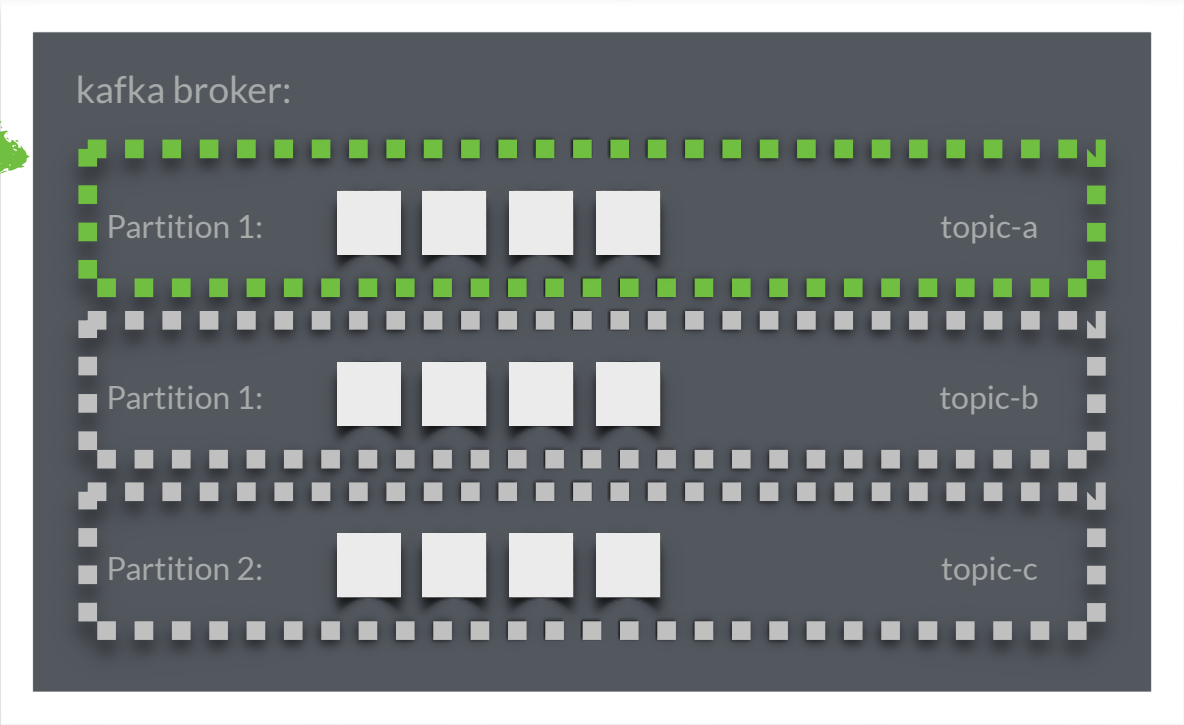 kafka broker:
Partition 1: topic-a
Partition 1: topic-b
Partition 2: topic-c